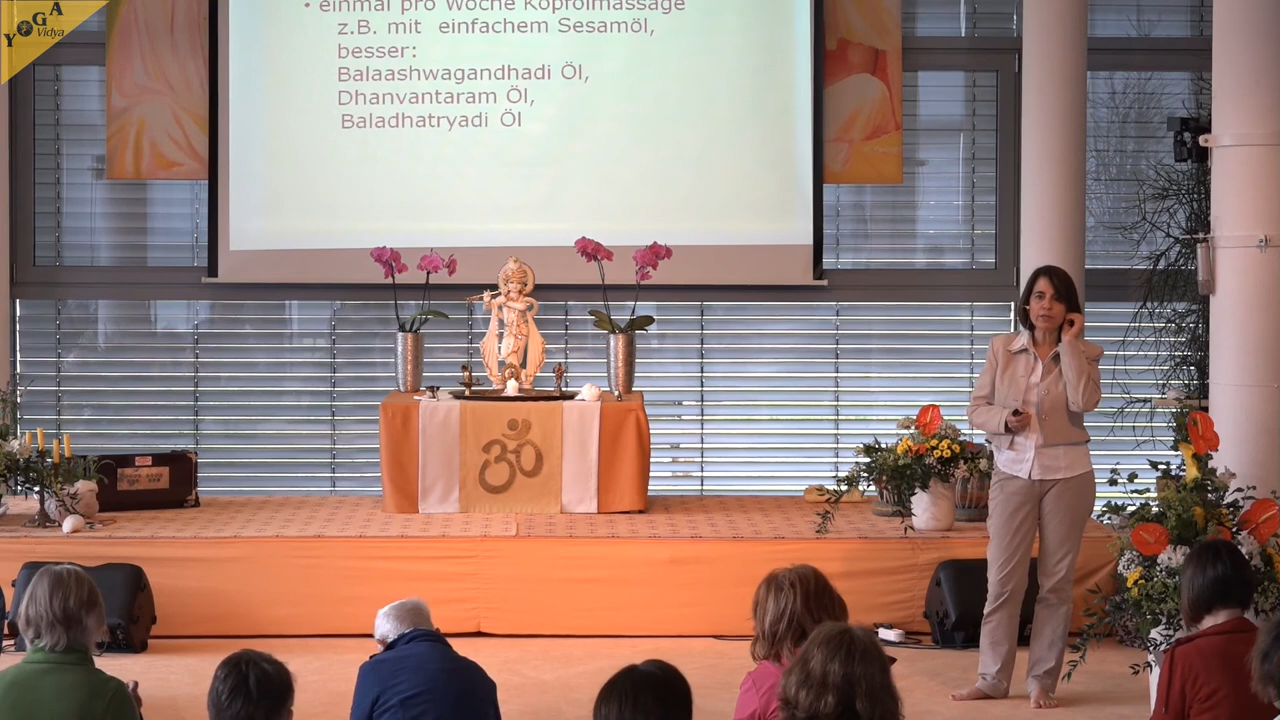 YOGA
Vidya
• einmal pro Woche Kopfölmassage
z.B. mit einfachem Sesamöl,
besser:
Balaashwagandhadi Öl,
Dhanvantaram Öl,
Baladhatryadi Öl
ॐ